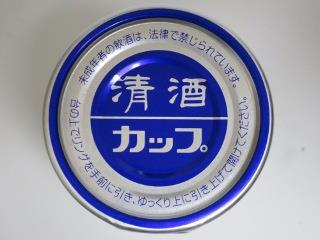 未成年者の飲酒は、法律で禁じられています。
清酒
カップ
台の上でリングを手前に引き、ゆっくり上に引き上げて開けてください。